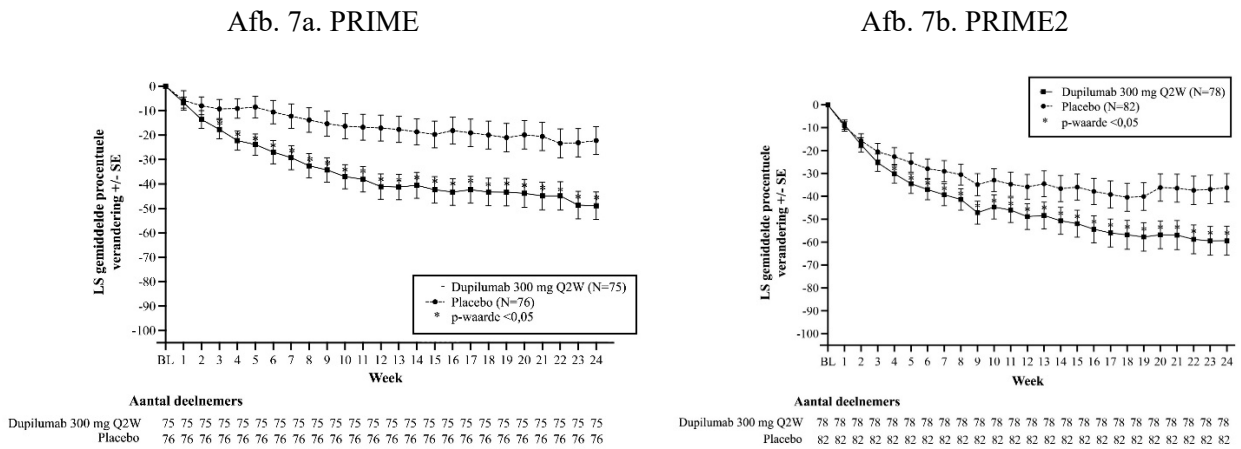 Afb. 7a. PRIME
LS gemiddelde procentuele
verandering +/- SE
0
-10
-20
-30
-40
-50
-60
-70
-80
-90
-100
- Dupilumab 300 mg Q2W (N=75)
Placebo (N=76)
* p-waarde <0,05
BL 1 2 3 4 5 6 7 8 9 10 11 12 13 14 15 16 17 18 19 20 21 22 23 24
Week
Aantal deelnemers
Dupilumab 300 mg Q2W 75 75 75 75 75 75 75 75 75 75 75 75 75 75 75 75 75 75 75 75 75 75 75 75 75
Placebo 76 76 76 76 76 76 76 76 76 76 76 76 76 76 76 76 76 76 76 76 76 76 76 76 76
Afb. 7b. PRIME2
LS gemiddelde procentuele
verandering +/- SE
0
-10
-20
-30
-40
-50
-60
-70
-80
-90
-100
Dupilumab 300 mg Q2W (N=78)
Placebo (N=82)
* p-waarde <0,05
BL 1 2 3 4 5 6 7 8 9 10 11 12 13 14 15 16 17 18 19 20 21 22 23 24
Week
Aantal deelnemers
Dupilumab 300 mg Q2W 78 78 78 78 78 78 78 78 78 78 78 78 78 78 78 78 78 78 78 78 78 78 78 78 78
Placebo 82 82 82 82 82 82 82 82 82 82 82 82 82 82 82 82 82 82 82 82 82 82 82 82 82